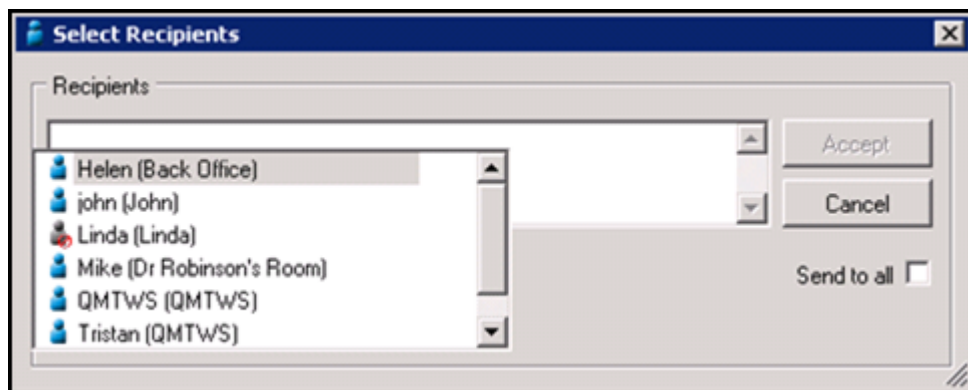 Select Recipients
Recipients
Accept
Helen (Back Office)
john (John)
Cancel
Linda (Linda)
Mike (Dr Robinson's Room)
Send to all
QMTWS (QMTWS)
Tristan (QMTWS)